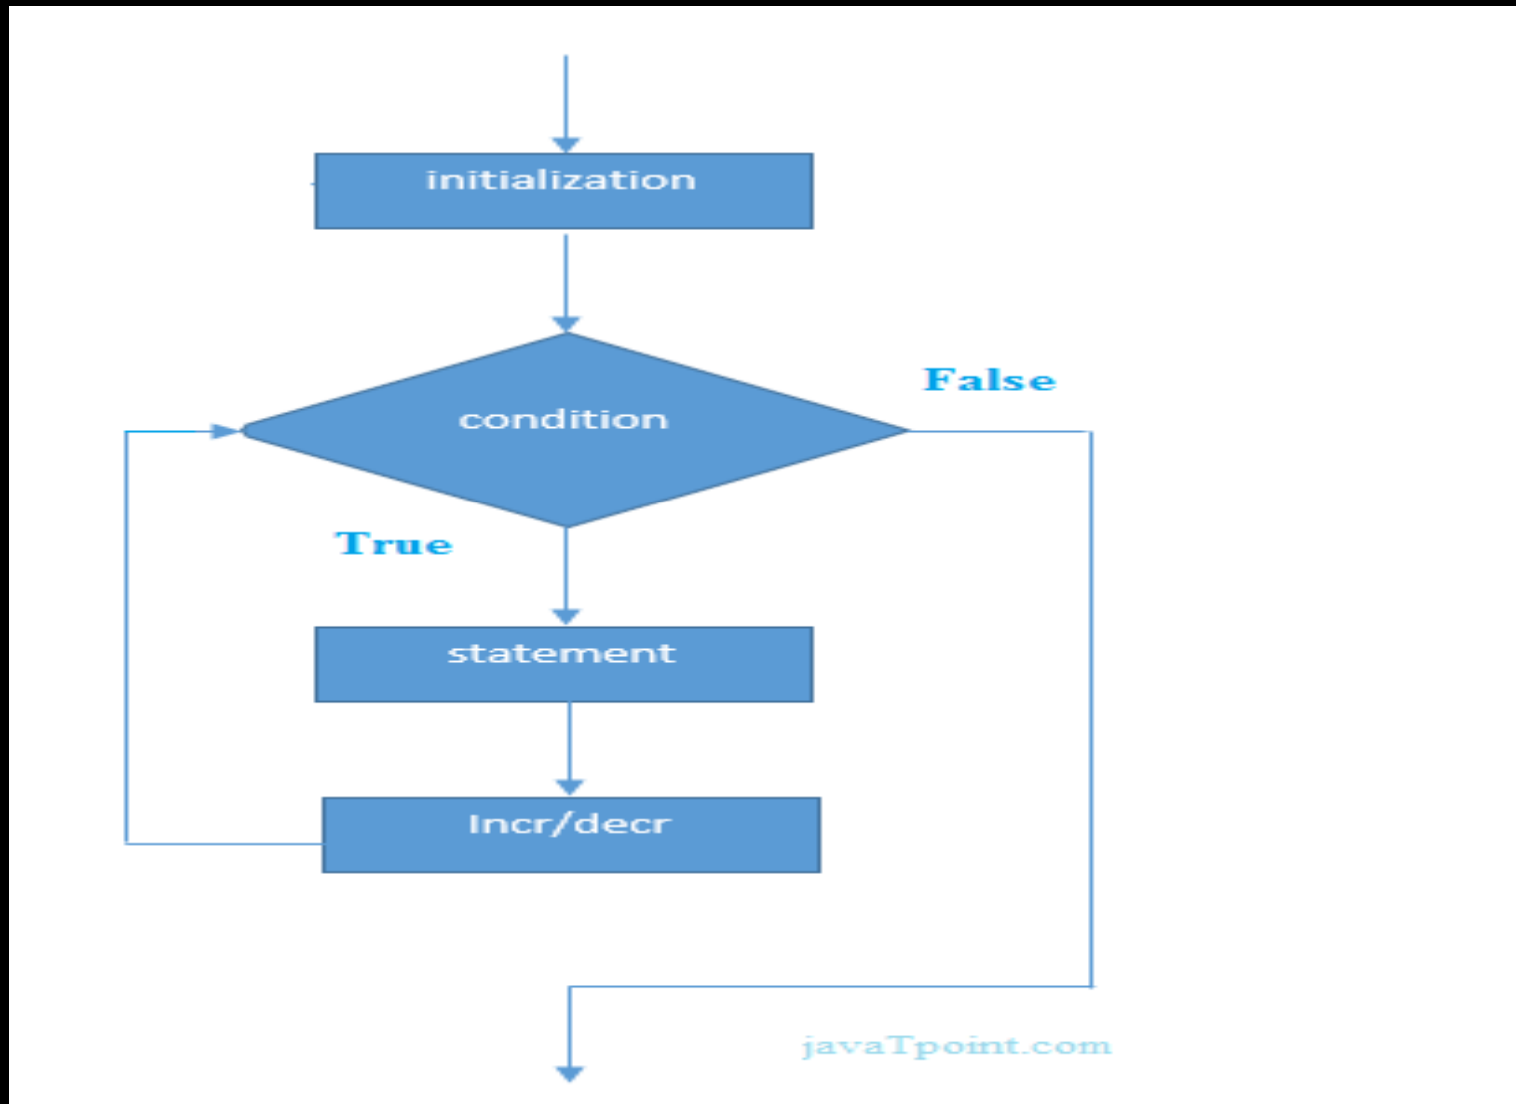 initialization
condition
False
True
statement
Incr/decr
javaTpoint.com